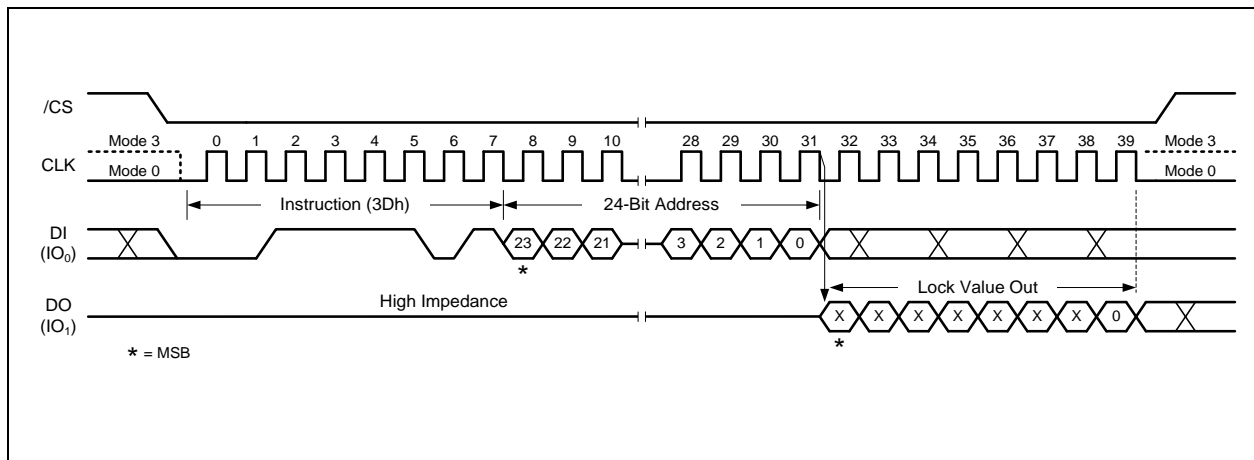 /CS
Mode 3 0 1 2 3 4 5 6 7 8 9 10 28 29 30 31 32 33 34 35 36 37 38 39 Mode 3
CLK Mode 0 Mode 0
Instruction (3Dh) 24-Bit Address
DI
(IO₀)
23 22 21 3 2 1 0
*
Lock Value Out
High Impedance
DO
(IO₁)
X X X X X X X 0
*
* = MSB